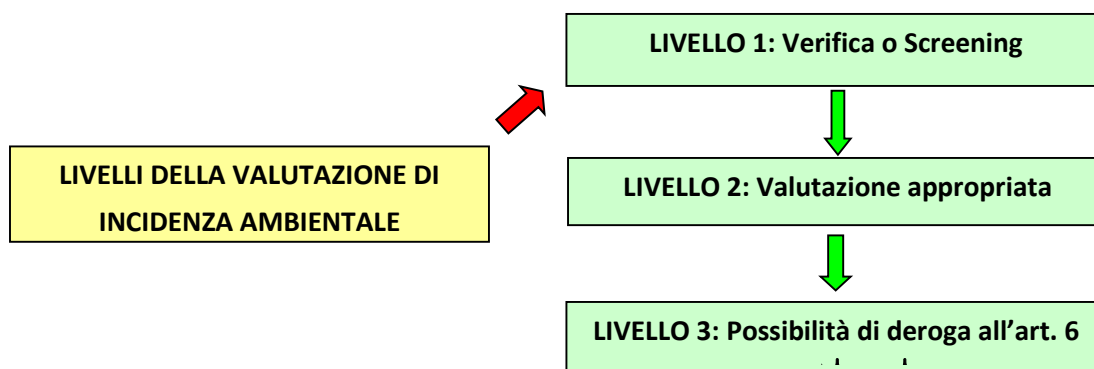 LIVELLO 1: Verifica o Screening
LIVELLI DELLA VALUTAZIONE DI
INCIDENZA AMBIENTALE
LIVELLO 2: Valutazione appropriata
LIVELLO 3: Possibilità di deroga all'art. 6